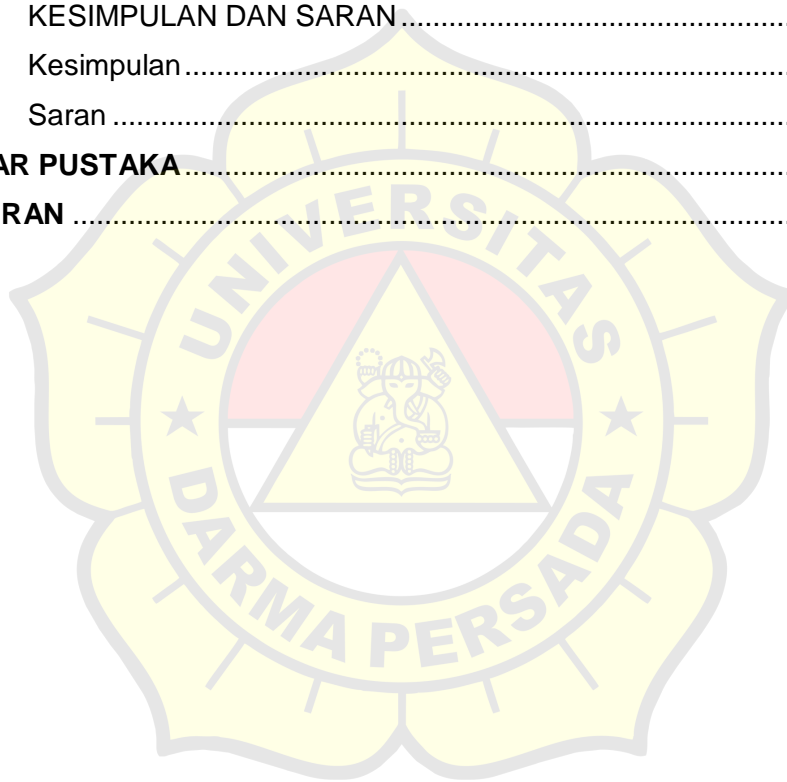 KESIMPULAN DAN SARAN........................................................
Kesimpulan..........................................................................
Saran ...................................................................................
AR PUSTAKA...........................................................................
RAN ........................................................................................
UNIVERSITAS
DARMA PERSADA